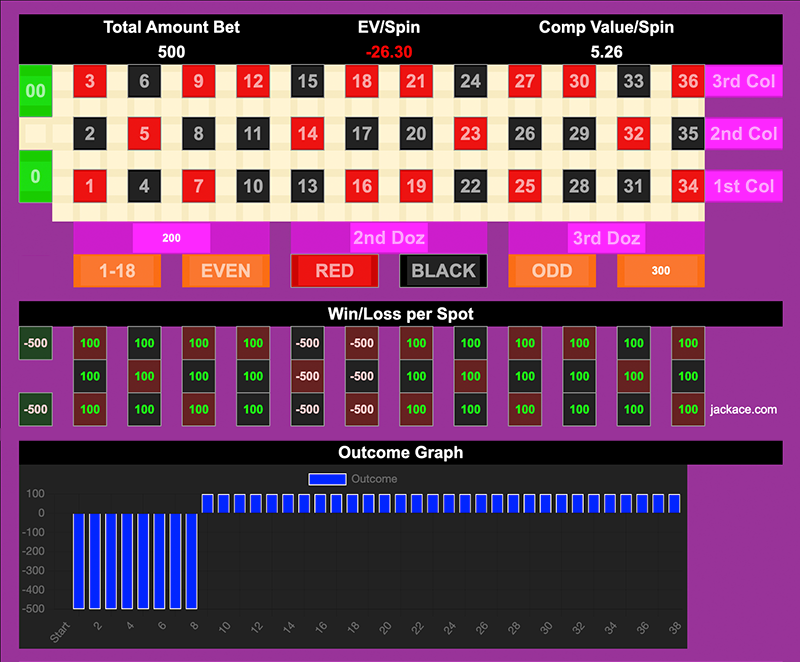 Total Amount Bet EV/Spin Comp Value/Spin
500 -26.30 5.26
00 3 6 9 12 15 18 21 24 27 30 33 36 3rd Col
2 5 8 11 14 17 20 23 26 29 32 35 2nd Col
0 1 4 7 10 13 16 19 22 25 28 31 34 1st Col
200 2nd Doz 3rd Doz
1-18 EVEN RED BLACK ODD 300
Win/Loss per Spot
-500 100 100 100 100 -500 -500 100 100 100 100 100 100
100 100 100 100 -500 -500 100 100 100 100 100 100
-500 100 100 100 100 -500 -500 100 100 100 100 100 100 jackace.com
Outcome Graph
Outcome
100
0
-100
-200
-300
-400
-500
Start 2 4 6 8 10 12 14 16 18 20 22 24 26 28 30 32 34 36 38